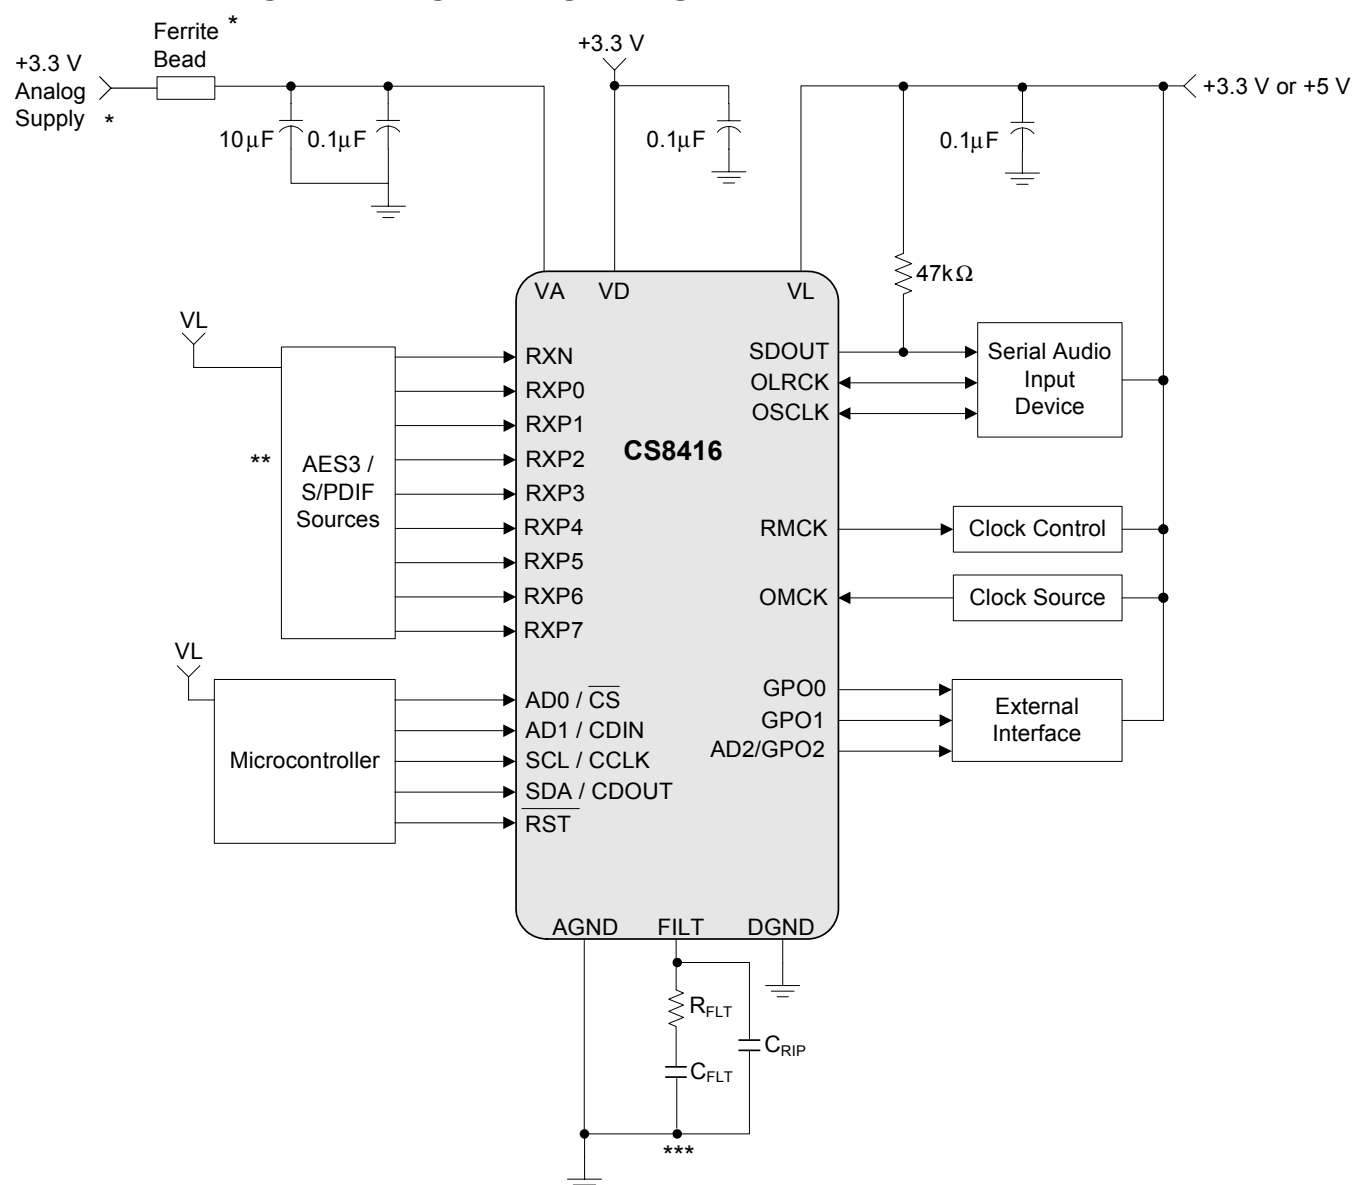 Ferrite *
Bead
+3.3 V
Analog
Supply *
10µF
0.1µF
+3.3 V
0.1µF
+3.3 V or +5 V
0.1µF
47kΩ
VA
VD
VL
VL
AES3 /
S/PDIF
Sources
**
RXN
RXP0
RXP1
RXP2
RXP3
RXP4
RXP5
RXP6
RXP7
CS8416
SDOUT
OLRCK
OSCLK
Serial Audio
Input
Device
RMCK
Clock Control
OMCK
Clock Source
VL
Microcontroller
AD0 / CS
AD1 / CDIN
SCL / CCLK
SDA / CDOUT
RST
GPO0
GPO1
AD2/GPO2
External
Interface
AGND
FILT
DGND
RFLT
CFLT
CRIP
***